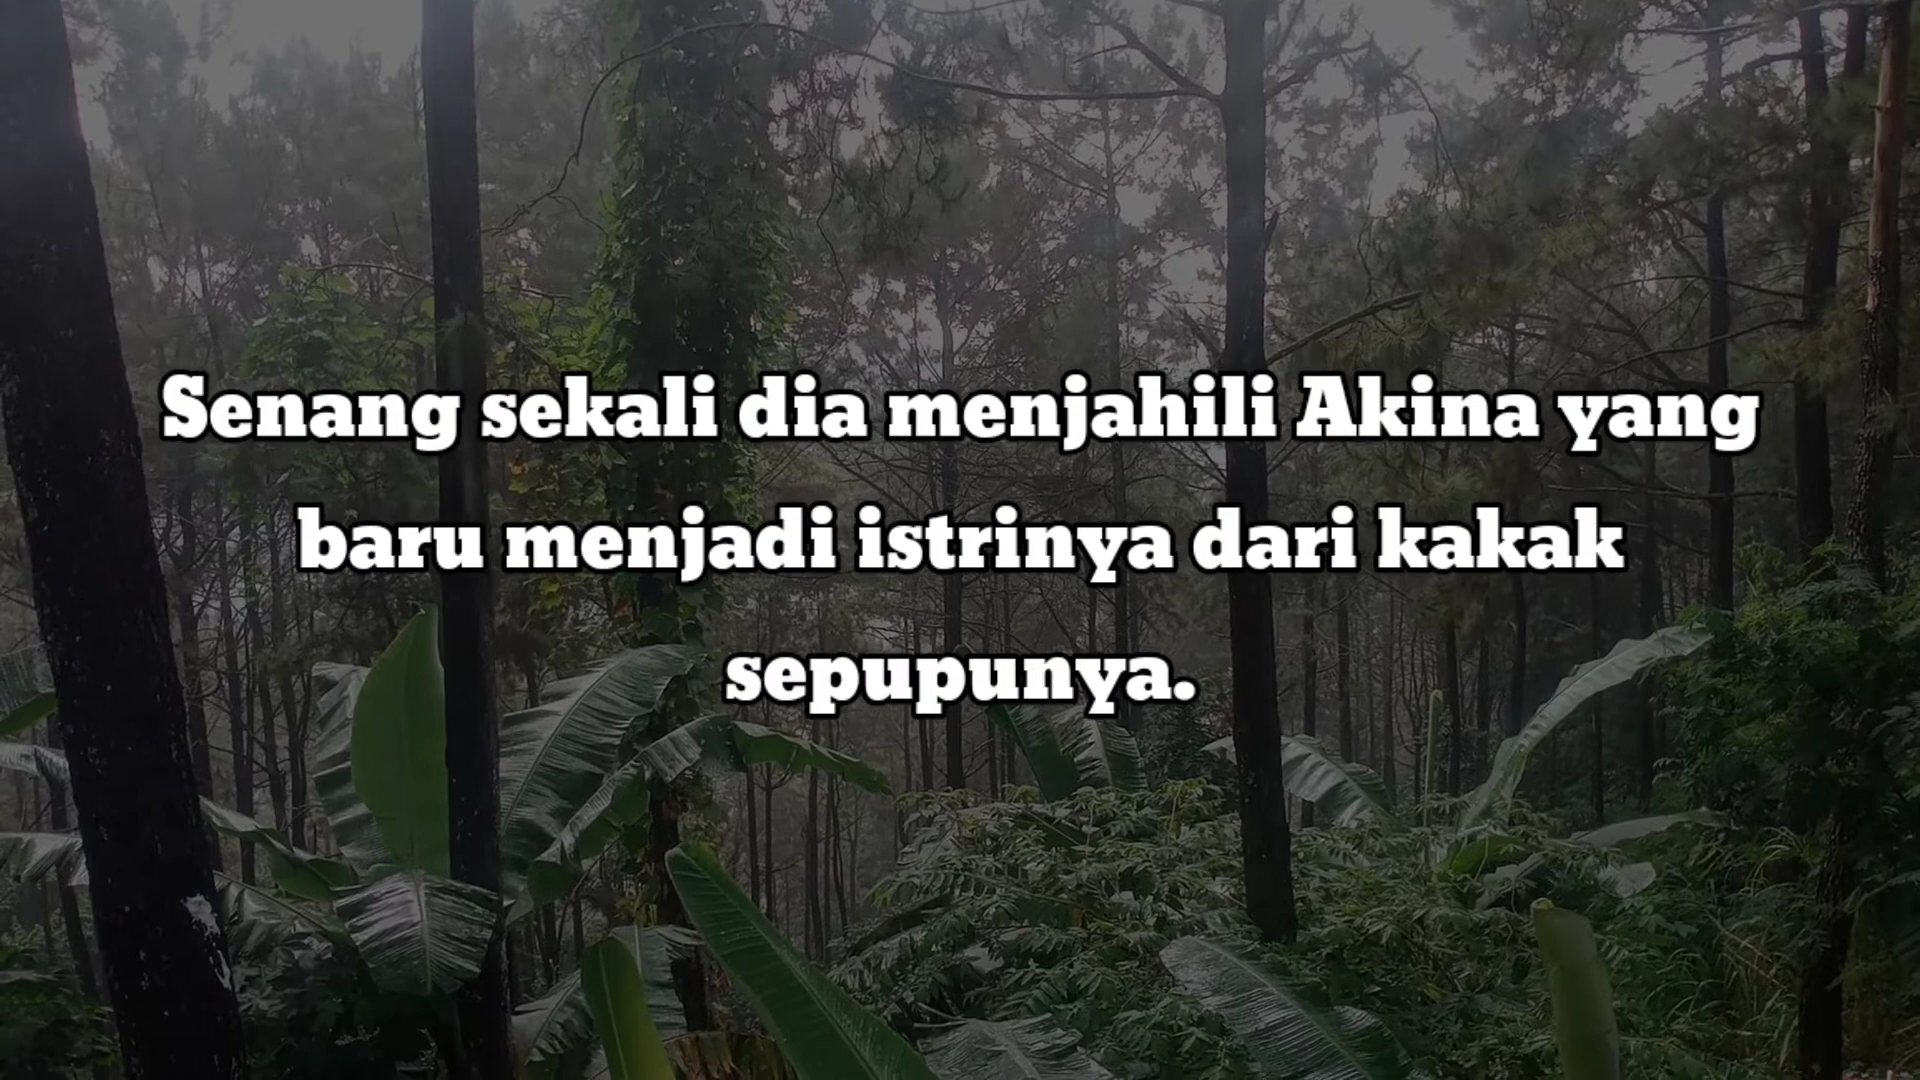 Senang sekali dia menjahili Akina yang
baru menjadi istrinya dari kakak
sepupunya.